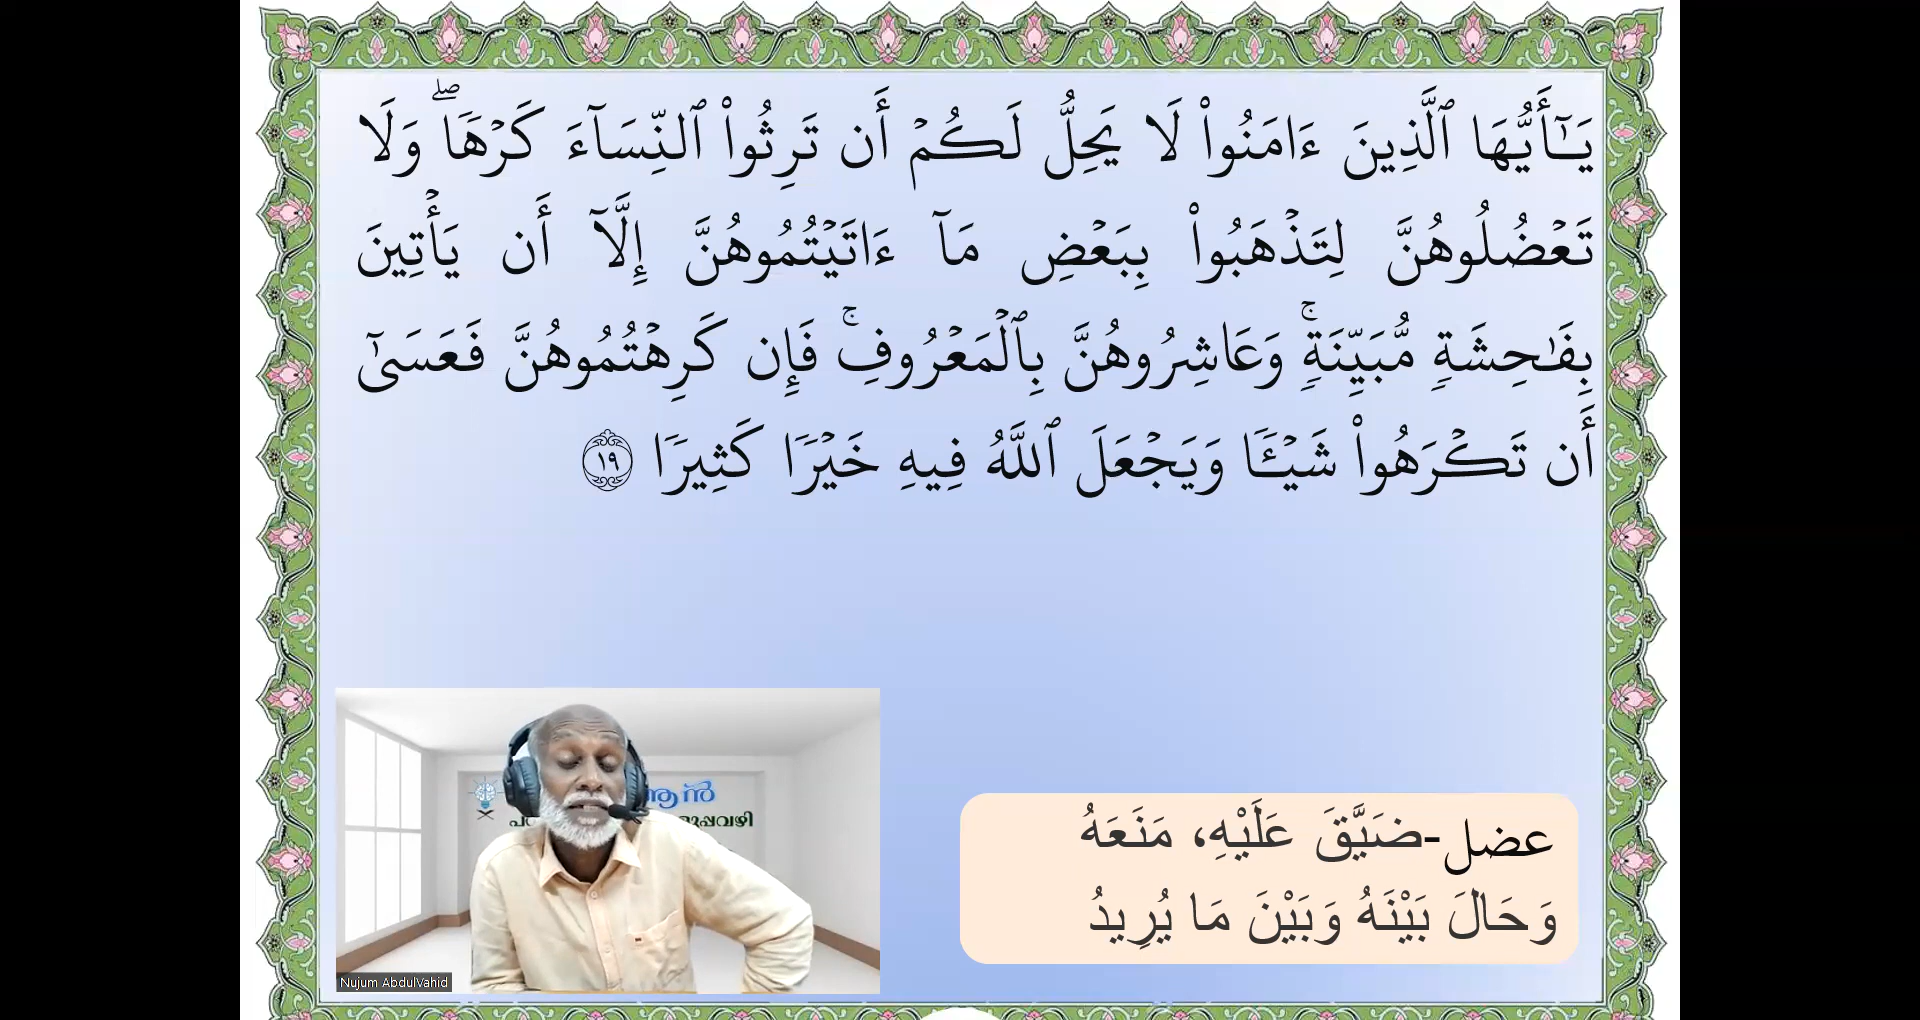 يَـٰٓأَيُّهَا ٱلَّذِينَ ءَامَنُوا۟ لَا يَحِلُّ لَكُمْ أَن تَرِثُوا۟ ٱلنِّسَآءَ كَرْهًۭا ۖ وَلَا
تَعْضُلُوهُنَّ لِتَذْهَبُوا۟ بِبَعْضِ مَآ ءَاتَيْتُمُوهُنَّ إِلَّآ أَن يَأْتِينَ
بِفَـٰحِشَةٍۢ مُّبَيِّنَةٍۢ ۚ وَعَاشِرُوهُنَّ بِٱلْمَعْرُوفِ ۚ فَإِن كَرِهْتُمُوهُنَّ فَعَسَىٰٓ
أَن تَكْرَهُوا۟ شَيْـًۭٔا وَيَجْعَلَ ٱللَّهُ فِيهِ خَيْرًۭا كَثِيرًۭا ١٩
عضل-ضَيَّقَ عَلَيْهِ، مَنَعَهُ
وَحَالَ بَيْنَهُ وَبَيْنَ مَا يُرِيدُ
Nujum AbdulVahid